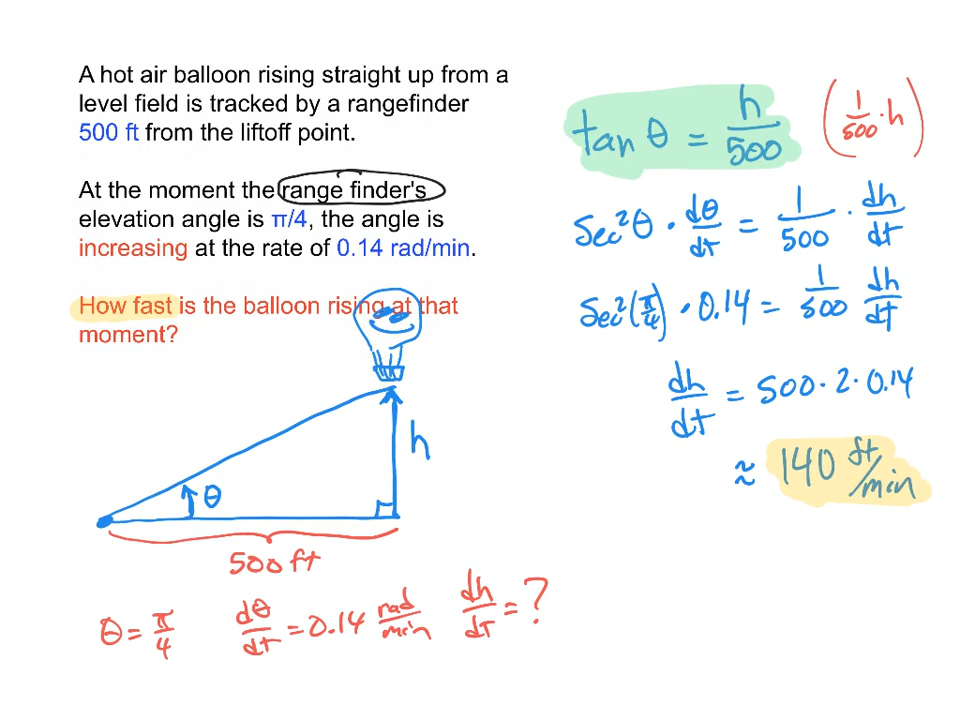 A hot air balloon rising straight up from a
level field is tracked by a rangefinder
500 ft from the liftoff point.
At the moment the range finder's
elevation angle is π/4, the angle is
increasing at the rate of 0.14 rad/min.
How fast is the balloon rising at that
moment?
h
θ
500 ft
θ = π/4 dθ/dt = 0.14 rad/min dh/dt = ?
tan θ = h/500 (1/500 · h)
sec²θ · dθ/dt = 1/500 · dh/dt
sec²(π/4) · 0.14 = 1/500 dh/dt
dh/dt = 500 · 2 · 0.14
≈ 140 ft/min